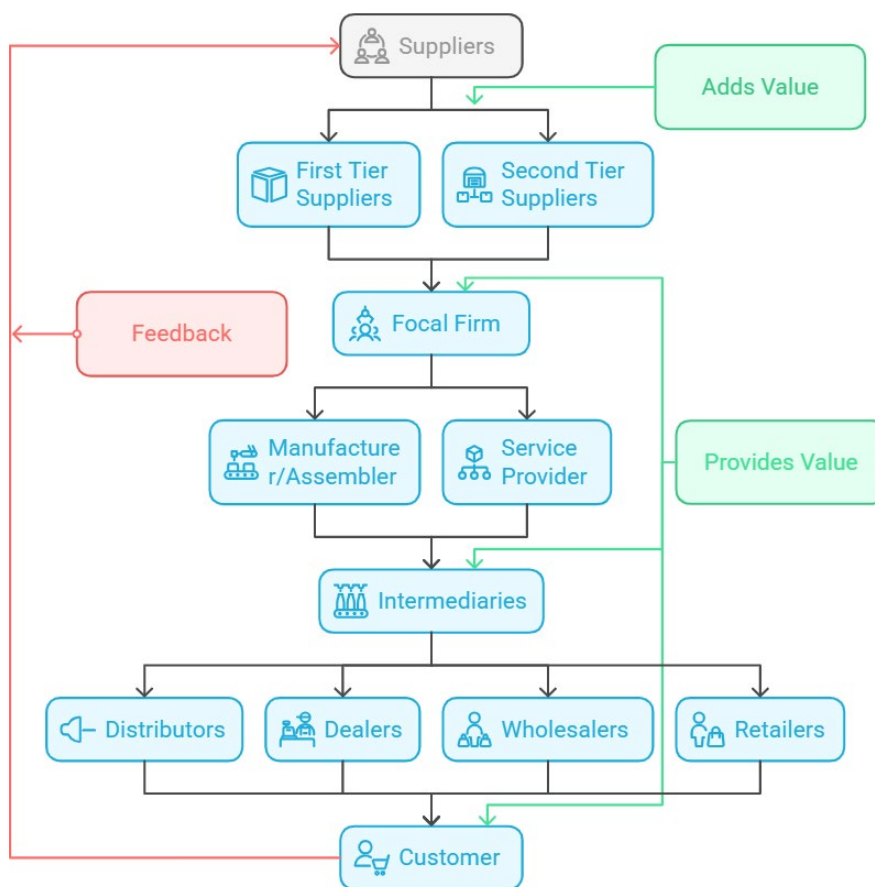 Suppliers
Adds Value
First Tier
Suppliers
Second Tier
Suppliers
Focal Firm
Feedback
Manufacture
r/Assembler
Service
Provider
Provides Value
Intermediaries
Distributors
Dealers
Wholesalers
Retailers
Customer